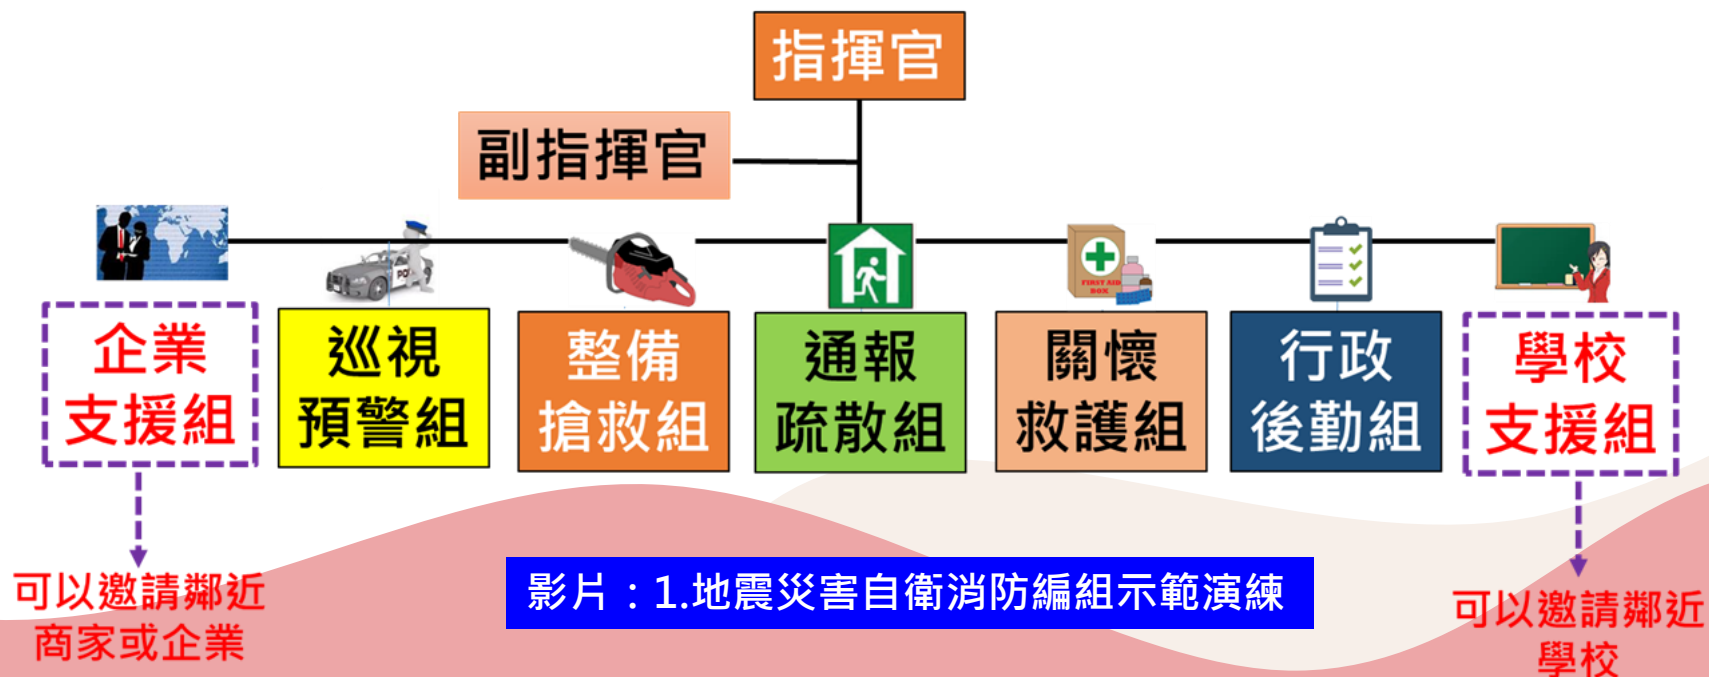 指揮官
副指揮官
POL
FIRST AID
BOX
企業
支援組
巡視
預警組
整備
搶救組
通報
疏散組
關懷
救護組
行政
後勤組
學校
支援組
可以邀請鄰近
商家或企業
影片：1.地震災害自衛消防編組示範演練
可以邀請鄰近
學校